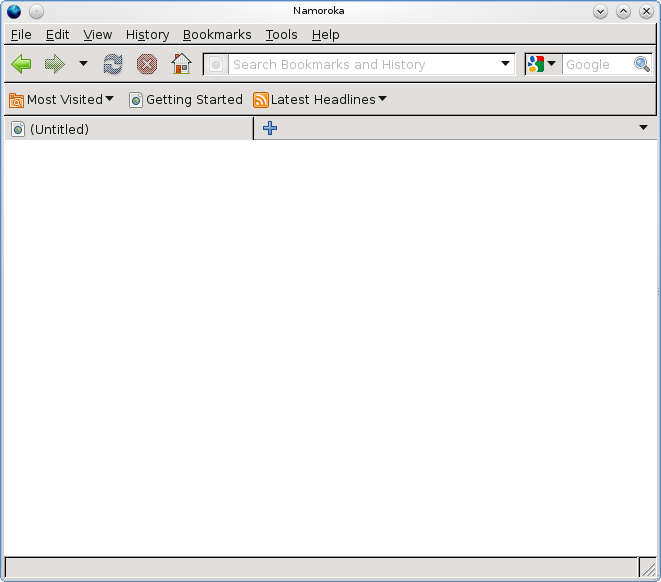 Namoroka
File Edit View History Bookmarks Tools Help
Search Bookmarks and History Google
Most Visited Getting Started Latest Headlines
(Untitled)